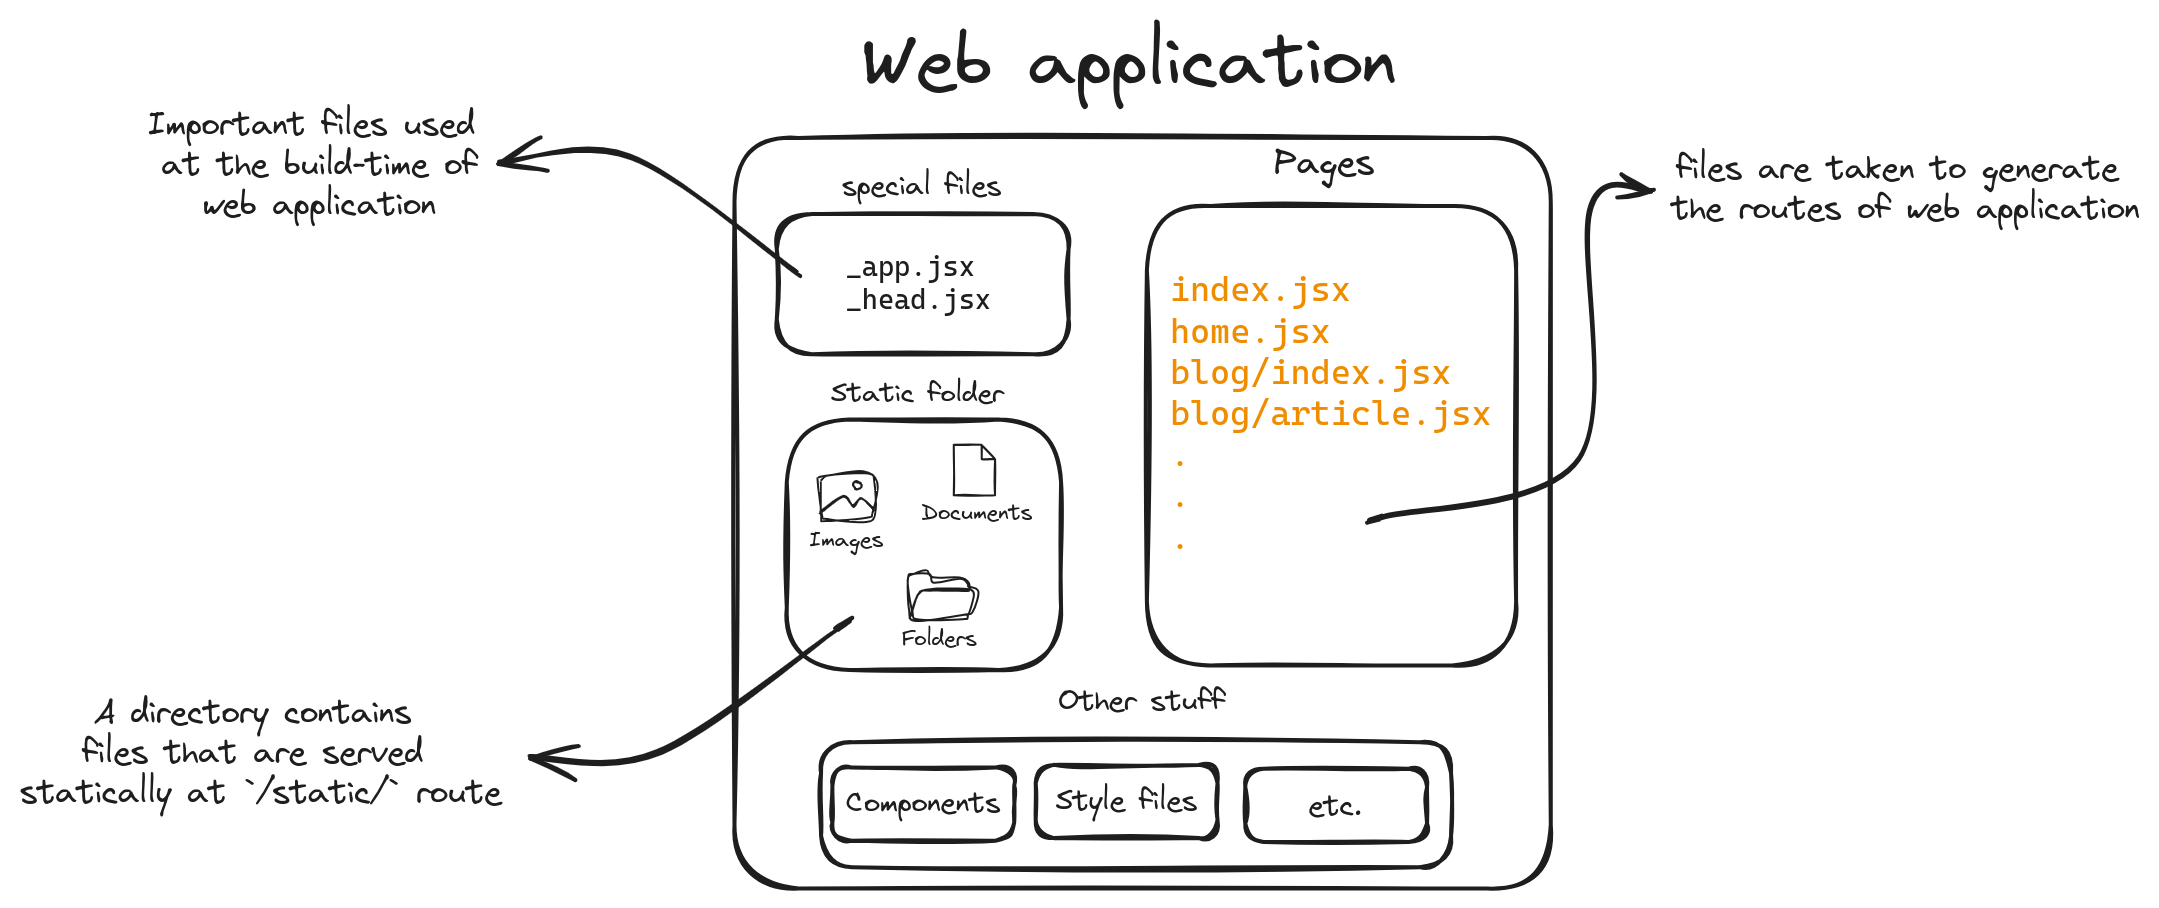 Web application
Important files used
at the build-time of
web application
special files
_app.jsx
_head.jsx
Pages
index.jsx
home.jsx
blog/index.jsx
blog/article.jsx
.
.
.
files are taken to generate
the routes of web application
Static folder
Images
Documents
Folders
A directory contains
files that are served
statically at `/static/` route
Other stuff
Components
Style files
etc.